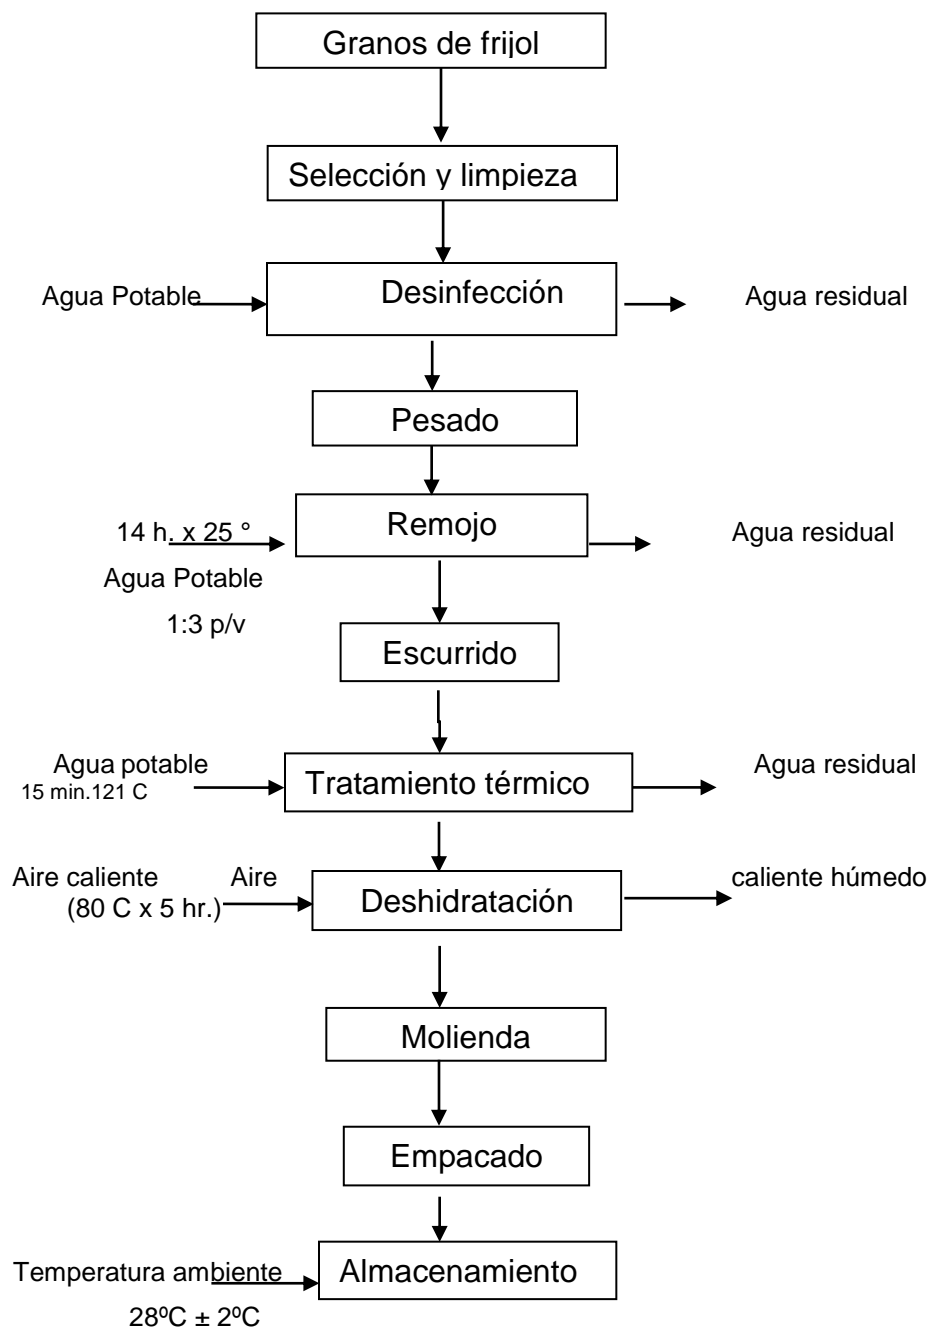 Granos de frijol
Selección y limpieza
Agua Potable
Desinfección
Agua residual
Pesado
14 h. x 25 °
Agua Potable
1:3 p/v
Remojo
Agua residual
Escurrido
Agua potable
15 min.121 C
Tratamiento térmico
Agua residual
Aire caliente Aire
(80 C x 5 hr.)
Deshidratación
caliente húmedo
Molienda
Empacado
Temperatura ambiente
28ºC ± 2ºC
Almacenamiento